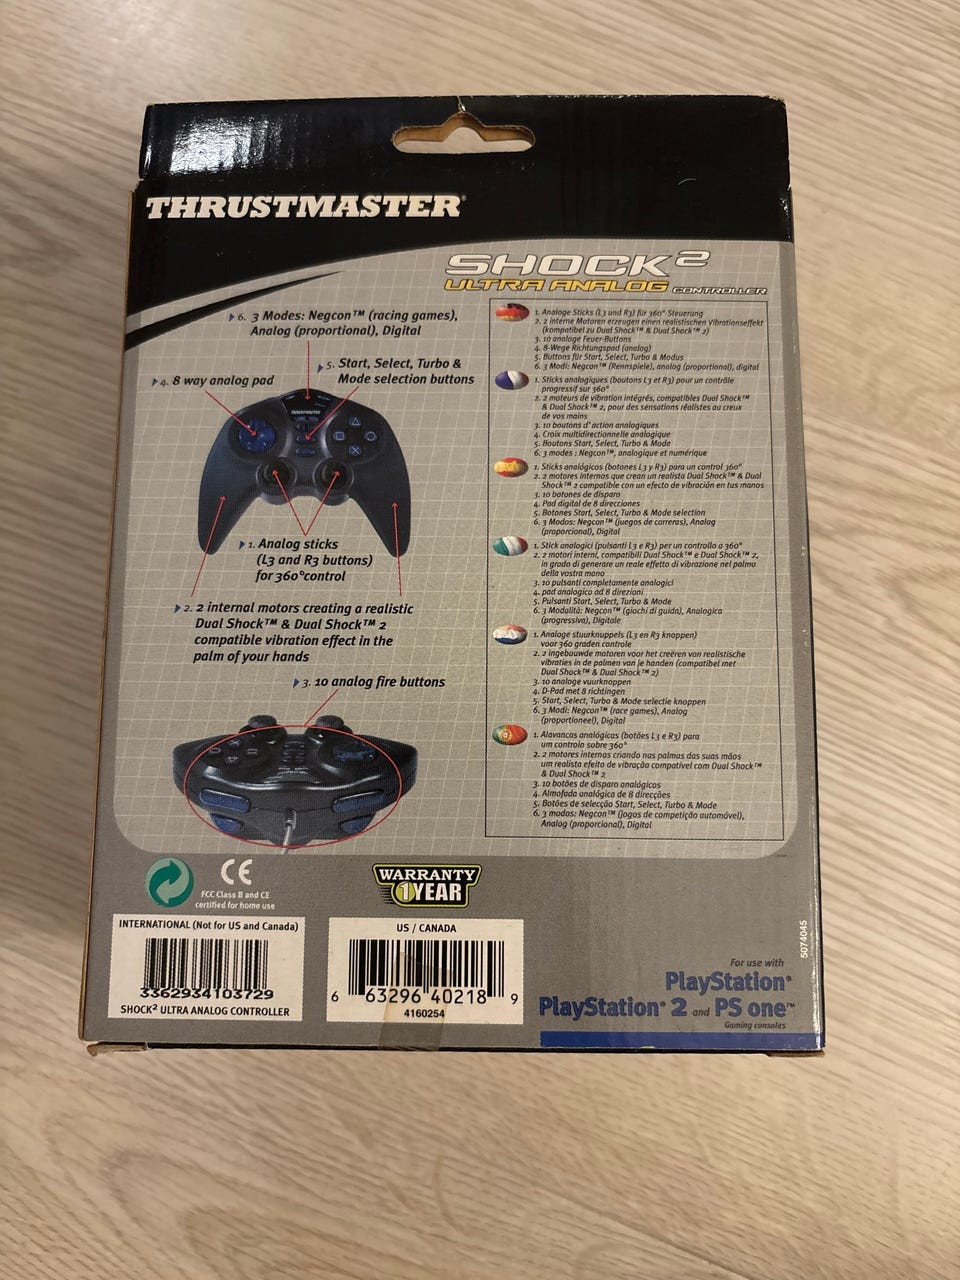 THRUSTMASTER®
SHOCK²
ULTRA ANALOG CONTROLLER
6. 3 Modes: Negcon™ (racing games),
Analog (proportional), Digital
5. Start, Select, Turbo &
Mode selection buttons
4. 8 way analog pad
THRUSTMASTER
1. Analog sticks
(L3 and R3 buttons)
for 360°control
2. 2 internal motors creating a realistic
Dual Shock™ & Dual Shock™ 2
compatible vibration effect in the
palm of your hands
3. 10 analog fire buttons
1. Analoge Sticks (L3 und R3) für 360°-Steuerung
2. 2 interne Motoren erzeugen einen realistischen Vibrationseffekt
(kompatibel zu Dual Shock™ & Dual Shock™ 2)
3. 10 analoge Feuer-Buttons
4. 8-Wege Richtungspad (analog)
5. Buttons für Start, Select, Turbo & Modus
6. 3 Modi: Negcon™ (Rennspiele), analog (proportional), digital
1. Sticks analogiques (boutons L3 et R3) pour un contrôle
progressif sur 360°
2. 2 moteurs de vibration intégrés, compatibles Dual Shock™
& Dual Shock™ 2, pour des sensations réalistes au creux
de vos mains
3. 10 boutons d'action analogiques
4. Croix multidirectionnelle analogique
5. Boutons Start, Select, Turbo & Mode
6. 3 modes : Negcon™, analogique et numérique
1. Sticks analógicos (botones L3 y R3) para un control 360°
2. 2 motores internos que crean un realista Dual Shock™ & Dual
Shock™ 2 compatible con un efecto de vibración en tus manos
3. 10 botones de disparo
4. Pad digital de 8 direcciones
5. Botones Start, Select, Turbo & Mode selection
6. 3 Modos: Negcon™ (juegos de carreras), Analog
(proportional), Digital
1. Stick analogici (pulsanti L3 e R3) per un controllo a 360°
2. 2 motori interni, compatibili Dual Shock™ e Dual Shock™ 2,
in grado di generare un reale effetto di vibrazione nel palmo
della vostra mano
3. 10 pulsanti completamente analogici
4. pad analogico ad 8 direzioni
5. Pulsanti Start, Select, Turbo & Mode
6. 3 Modalità: Negcon™ (giochi di guida), Analogica
(progressiva), Digitale
1. Analoge stuurknuppels (L3 en R3 knoppen)
voor 360 graden controle
2. 2 ingebouwde motoren voor het creëren van realistische
vibraties in de palmen van je handen (compatibel met
Dual Shock™ & Dual Shock™ 2)
3. 10 analoge vuurknoppen
4. D-Pad met 8 richtingen
5. Start, Select, Turbo & Mode selectie knoppen
6. 3 Modi: Negcon™ (race games), Analog
(proportioneel), Digital
1. Alavancas analógicas (botões L3 e R3) para
um controlo sobre 360°
2. 2 motores internos criando nas palmas das suas mãos
um realista efeito de vibração compatível com Dual Shock™
& Dual Shock™ 2
3. 10 botões de disparo analógicos
4. Almofada analógica de 8 direcções
5. Botões de selecção Start, Select, Turbo & Mode
6. 3 modos: Negcon™ (jogos de competição automóvel),
Analog (proporcional), Digital
CE
FCC Class B and CE
certified for home use
WARRANTY
1 YEAR
INTERNATIONAL (Not for US and Canada)
3362934103729
SHOCK² ULTRA ANALOG CONTROLLER
US / CANADA
6 63296 40218 9
4160254
5074045
For use with
PlayStation®
PlayStation® 2 and PS one™
Gaming consoles